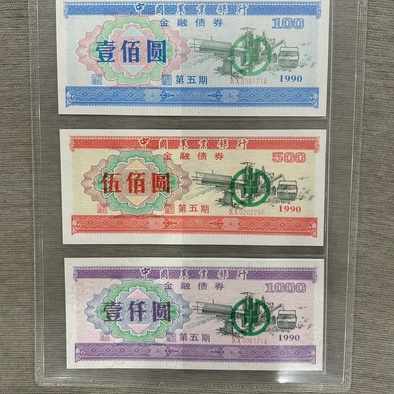 中国农业银行
金融债券
100
壹佰圆
第五期
1990
中国农业银行
金融债券
500
伍佰圆
第五期
NX0202296
1990
中国农业银行
金融债券
1000
壹仟圆
第五期
1990